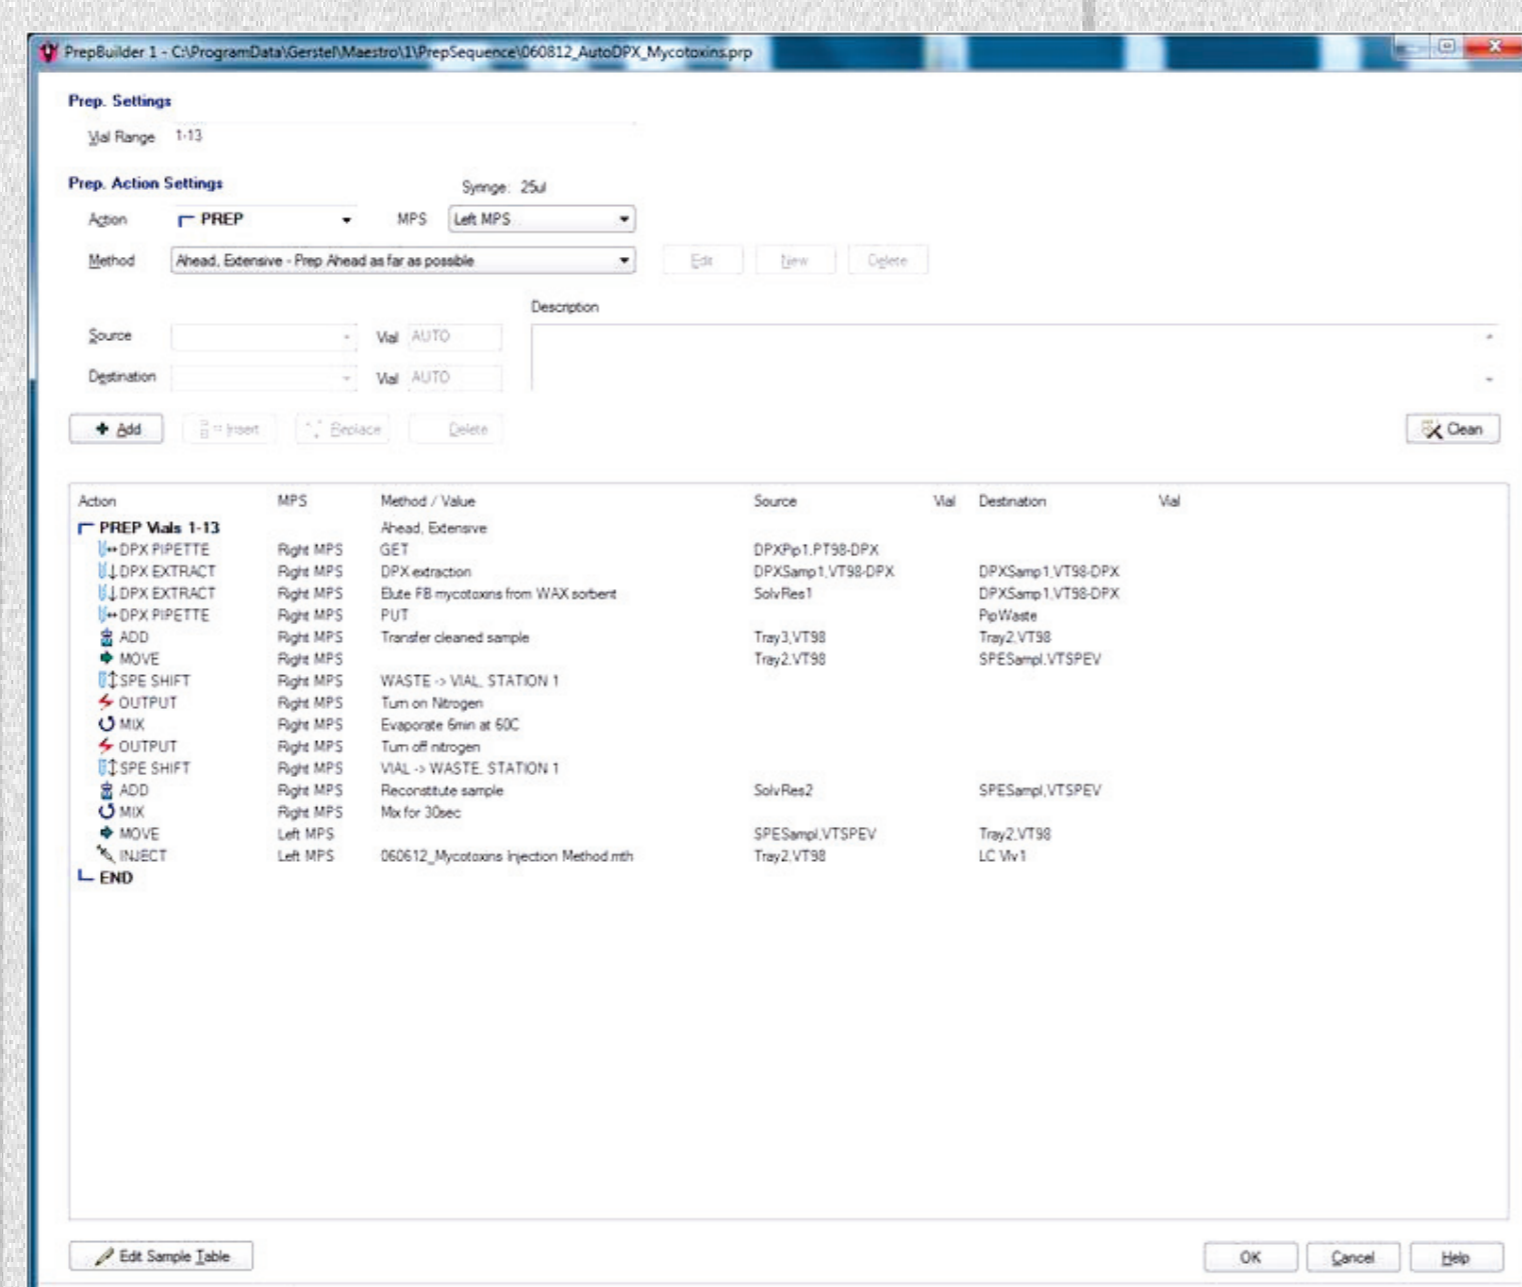 PrepBuilder 1 - C:\ProgramData\Gerstel\Maestro\1\PrepSequence\060812_AutoDPX_Mycotoxins.prp
Prep. Settings
Vial Range 1-13
Prep. Action Settings Syringe: 25ul
Action PREP MPS Left MPS
Method Ahead, Extensive - Prep Ahead as far as possible Edit New Delete
Description
Source Vial AUTO
Destination Vial AUTO
Add Insert Replace Delete Clean
Action MPS Method / Value Source Vial Destination Vial
PREP Vials 1-13 Ahead, Extensive
DPX PIPETTE Right MPS GET DPXPip1,PT98-DPX
DPX EXTRACT Right MPS DPX extraction DPXSamp1,VT98-DPX DPXSamp1,VT98-DPX
DPX EXTRACT Right MPS Elute FB mycotoxins from WAX sorbent SolvRes1 DPXSamp1,VT98-DPX
DPX PIPETTE Right MPS PUT PipWaste
ADD Right MPS Transfer cleaned sample Tray3,VT98 Tray2,VT98
MOVE Right MPS Tray2,VT98 SPESampl,VTSPEV
SPE SHIFT Right MPS WASTE -> VIAL, STATION 1
OUTPUT Right MPS Turn on Nitrogen
MIX Right MPS Evaporate 6min at 60C
OUTPUT Right MPS Turn off nitrogen
SPE SHIFT Right MPS VIAL -> WASTE, STATION 1
ADD Right MPS Reconstitute sample SolvRes2 SPESampl,VTSPEV
MIX Right MPS Mix for 30sec
MOVE Left MPS SPESampl,VTSPEV Tray2,VT98
INJECT Left MPS 060612_Mycotoxins Injection Method.mth Tray2,VT98 LC Vlv1
END
Edit Sample Table OK Cancel Help